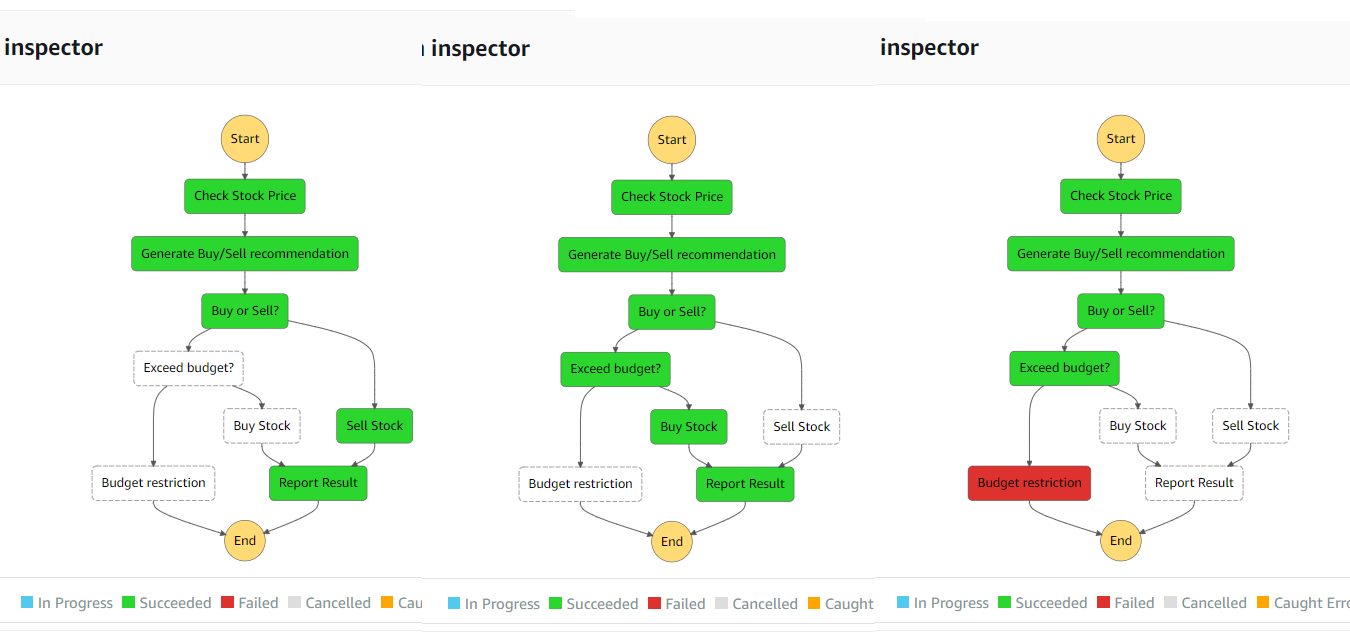 inspector
Start
Check Stock Price
Generate Buy/Sell recommendation
Buy or Sell?
Exceed budget?
Buy Stock
Sell Stock
Budget restriction
Report Result
End
In Progress
Succeeded
Failed
Cancelled
Cau
inspector
Start
Check Stock Price
Generate Buy/Sell recommendation
Buy or Sell?
Exceed budget?
Buy Stock
Sell Stock
Budget restriction
Report Result
End
In Progress
Succeeded
Failed
Cancelled
Caught
inspector
Start
Check Stock Price
Generate Buy/Sell recommendation
Buy or Sell?
Exceed budget?
Buy Stock
Sell Stock
Budget restriction
Report Result
End
In Progress
Succeeded
Failed
Cancelled
Caught Erro